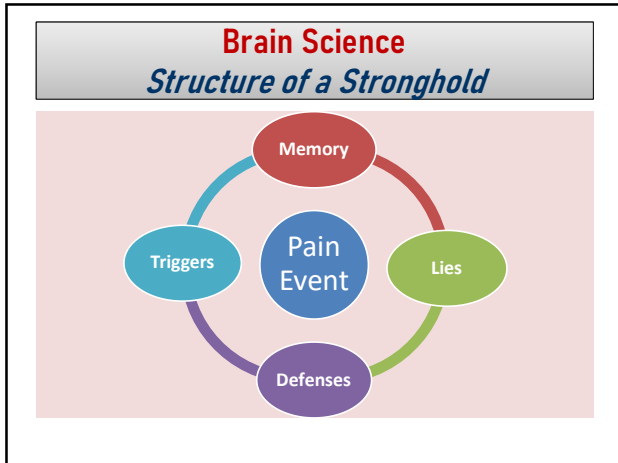 Brain Science
Structure of a Stronghold
Memory
Pain
Event
Triggers
Lies
Defenses